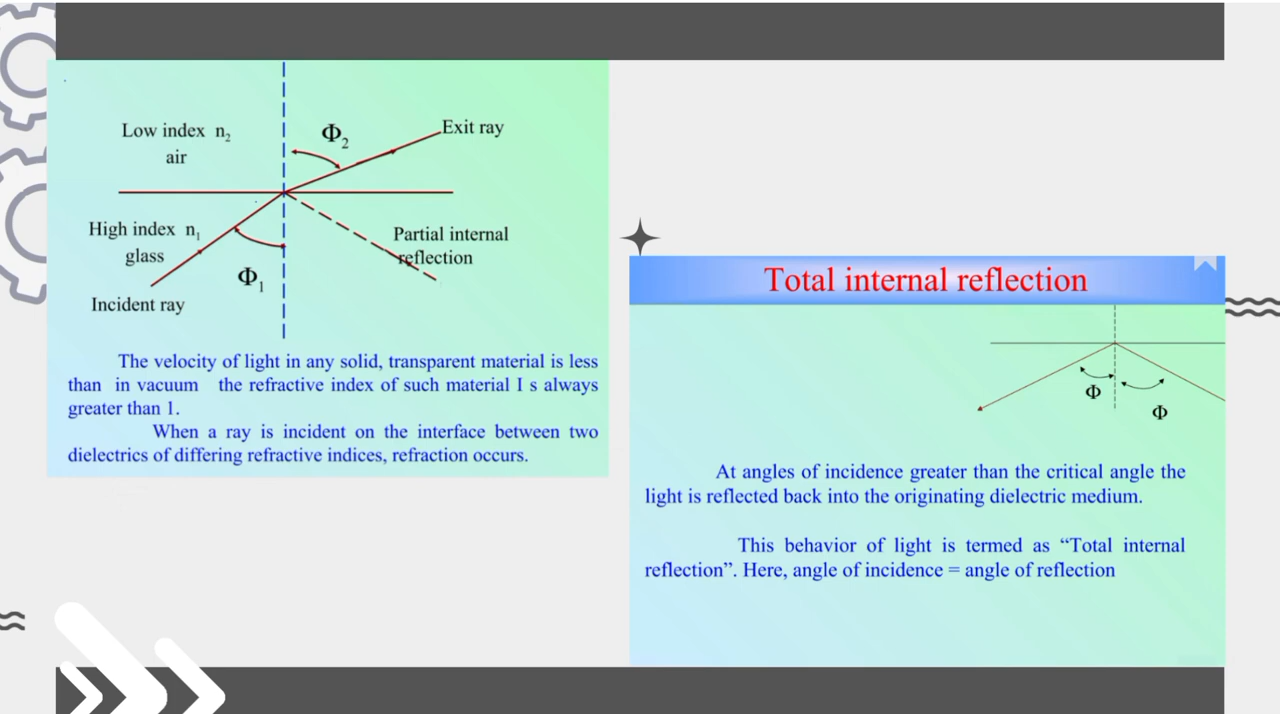 Low index n₂
air
Φ₂
Exit ray
High index n₁
glass
Φ₁
Incident ray
Partial internal
reflection
The velocity of light in any solid, transparent material is less
than in vacuum the refractive index of such material I s always
greater than 1.
When a ray is incident on the interface between two
dielectrics of differing refractive indices, refraction occurs.
Total internal reflection
Φ
Φ
At angles of incidence greater than the critical angle the
light is reflected back into the originating dielectric medium.
This behavior of light is termed as “Total internal
reflection”. Here, angle of incidence = angle of reflection